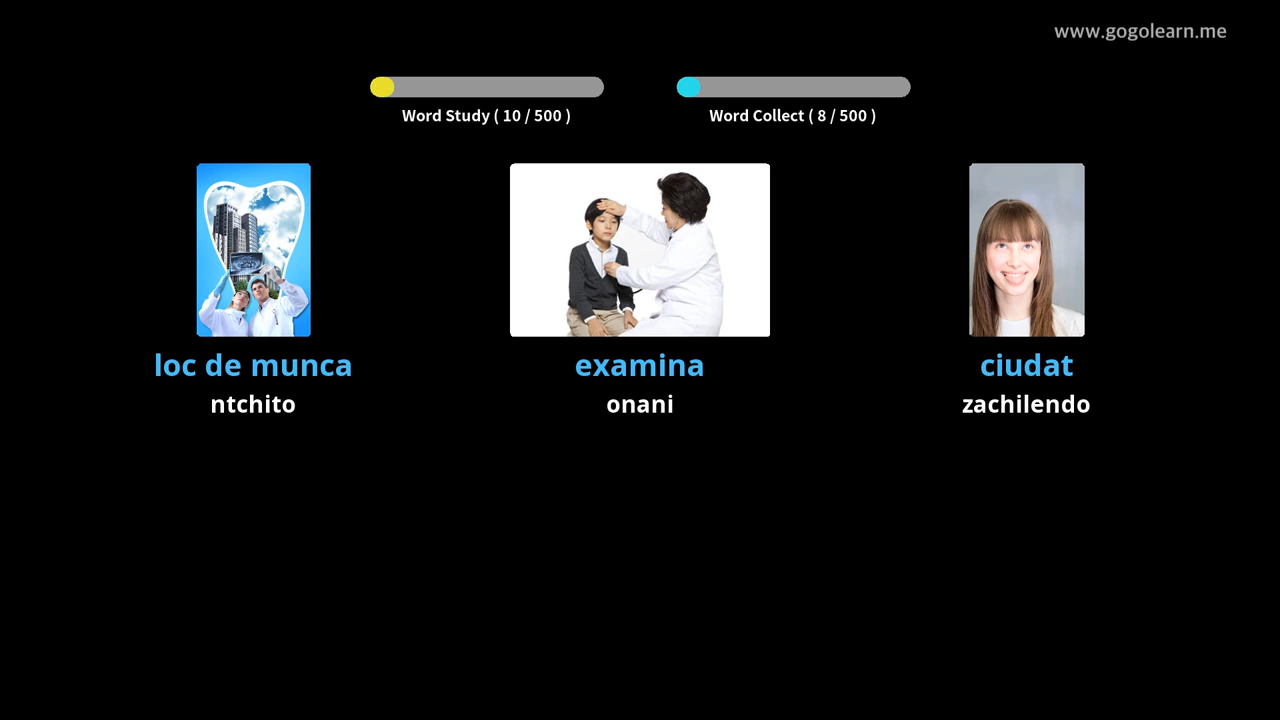 www.gogolearn.me
Word Study ( 10 / 500 )
Word Collect ( 8 / 500 )
loc de munca
examina
ciudat
ntchito
onani
zachilendo